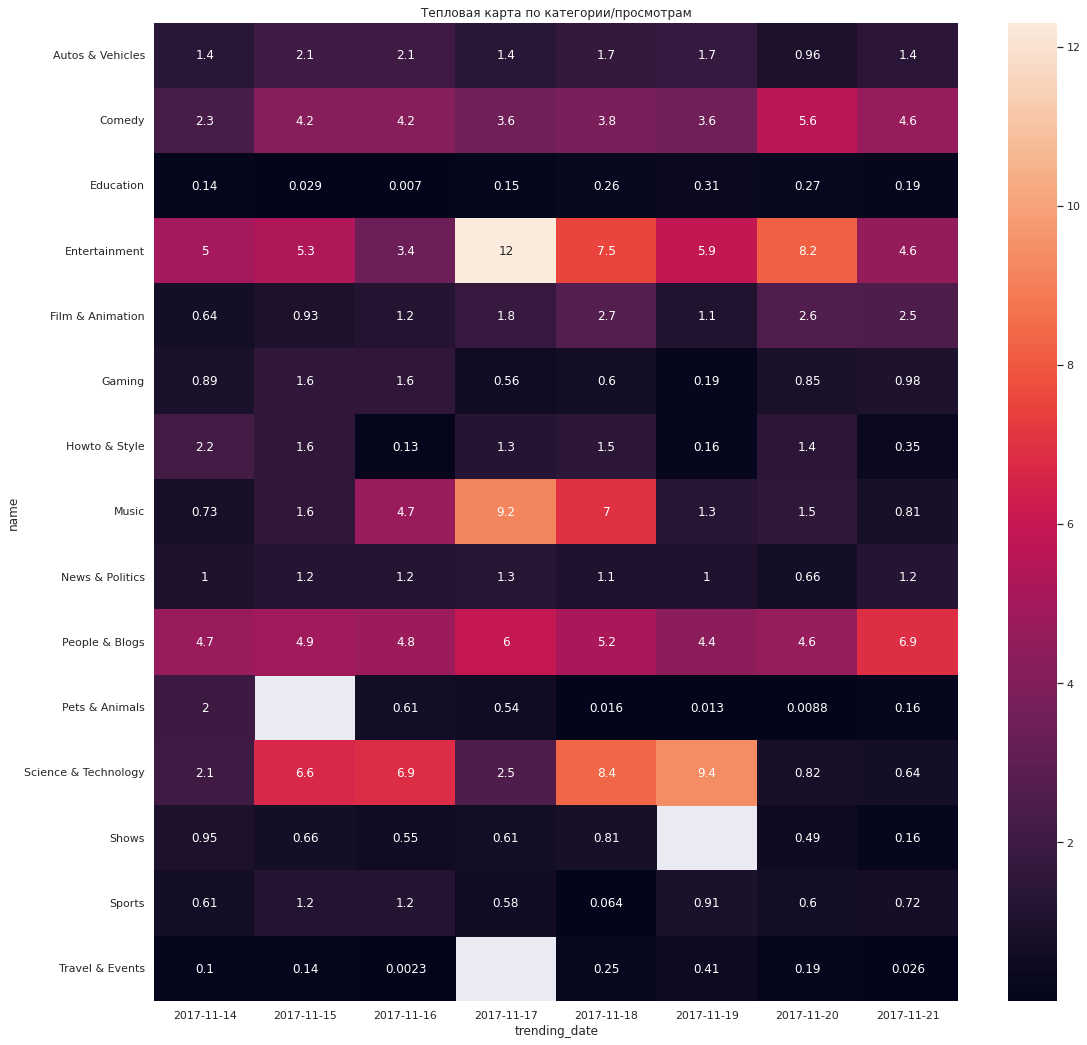 Тепловая карта по категории/просмотрам
Autos & Vehicles 1.4 2.1 2.1 1.4 1.7 1.7 0.96 1.4
Comedy 2.3 4.2 4.2 3.6 3.8 3.6 5.6 4.6
Education 0.14 0.029 0.007 0.15 0.26 0.31 0.27 0.19
Entertainment 5 5.3 3.4 12 7.5 5.9 8.2 4.6
Film & Animation 0.64 0.93 1.2 1.8 2.7 1.1 2.6 2.5
Gaming 0.89 1.6 1.6 0.56 0.6 0.19 0.85 0.98
Howto & Style 2.2 1.6 0.13 1.3 1.5 0.16 1.4 0.35
Music 0.73 1.6 4.7 9.2 7 1.3 1.5 0.81
News & Politics 1 1.2 1.2 1.3 1.1 1 0.66 1.2
People & Blogs 4.7 4.9 4.8 6 5.2 4.4 4.6 6.9
Pets & Animals 2 0.61 0.54 0.016 0.013 0.0088 0.16
Science & Technology 2.1 6.6 6.9 2.5 8.4 9.4 0.82 0.64
Shows 0.95 0.66 0.55 0.61 0.81 0.49 0.16
Sports 0.61 1.2 1.2 0.58 0.064 0.91 0.6 0.72
Travel & Events 0.1 0.14 0.0023 0.25 0.41 0.19 0.026
2017-11-14 2017-11-15 2017-11-16 2017-11-17 2017-11-18 2017-11-19 2017-11-20 2017-11-21
trending_date
name
12
10
8
6
4
2